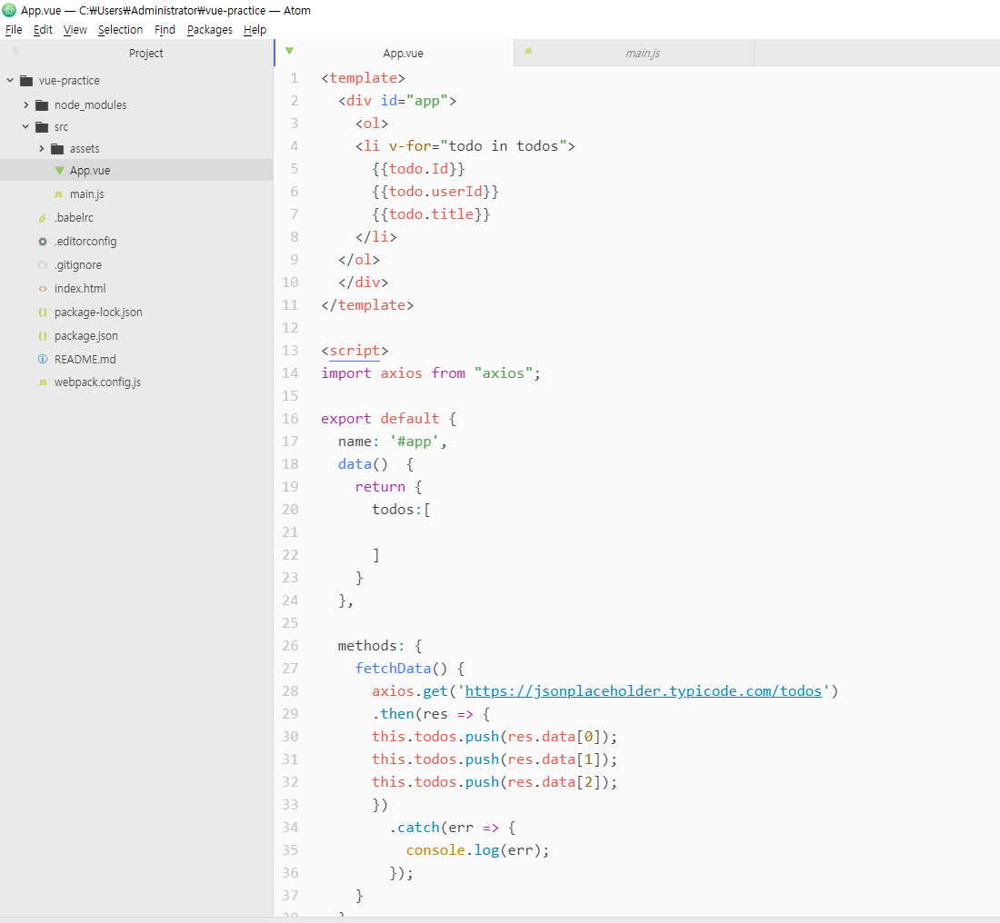 App.vue — C:₩Users₩Administrator₩vue-practice — Atom
File Edit View Selection Find Packages Help
Project
vue-practice
node_modules
src
assets
App.vue
main.js
.babelrc
.editorconfig
.gitignore
index.html
package-lock.json
package.json
README.md
webpack.config.js
App.vue main.js
1 <template>
2 <div id="app">
3 <ol>
4 <li v-for="todo in todos">
5 {{todo.Id}}
6 {{todo.userId}}
7 {{todo.title}}
8 </li>
9 </ol>
10 </div>
11 </template>
12
13 <script>
14 import axios from "axios";
15
16 export default {
17 name: '#app',
18 data()  {
19 return {
20 todos:[
21
22 ]
23 }
24 },
25
26 methods: {
27 fetchData() {
28 axios.get('https://jsonplaceholder.typicode.com/todos')
29 .then(res => {
30 this.todos.push(res.data[0]);
31 this.todos.push(res.data[1]);
32 this.todos.push(res.data[2]);
33 })
34 .catch(err => {
35 console.log(err);
36 });
37 }